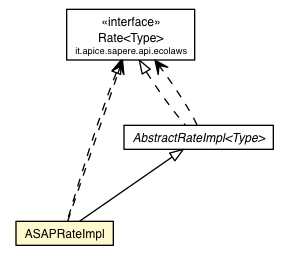 «interface»
Rate<Type>
it.apice.sapere.api.ecolaws
AbstractRateImpl<Type>
ASAPRateImpl